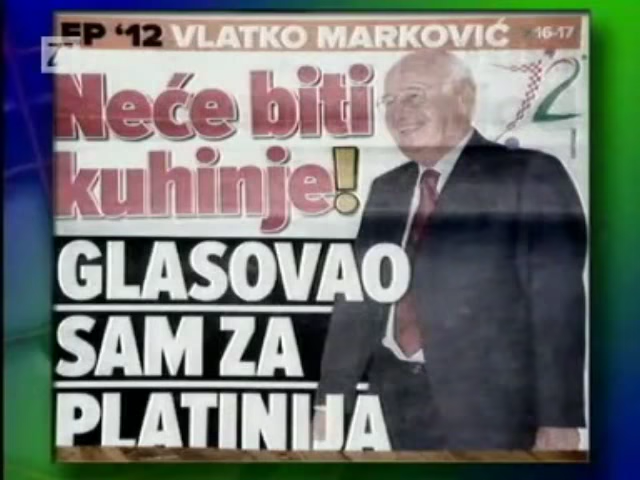 EP '12 VLATKO MARKOVIĆ 16-17
Neće biti
kuhinje!
GLASOVAO
SAM ZA
PLATINIJA